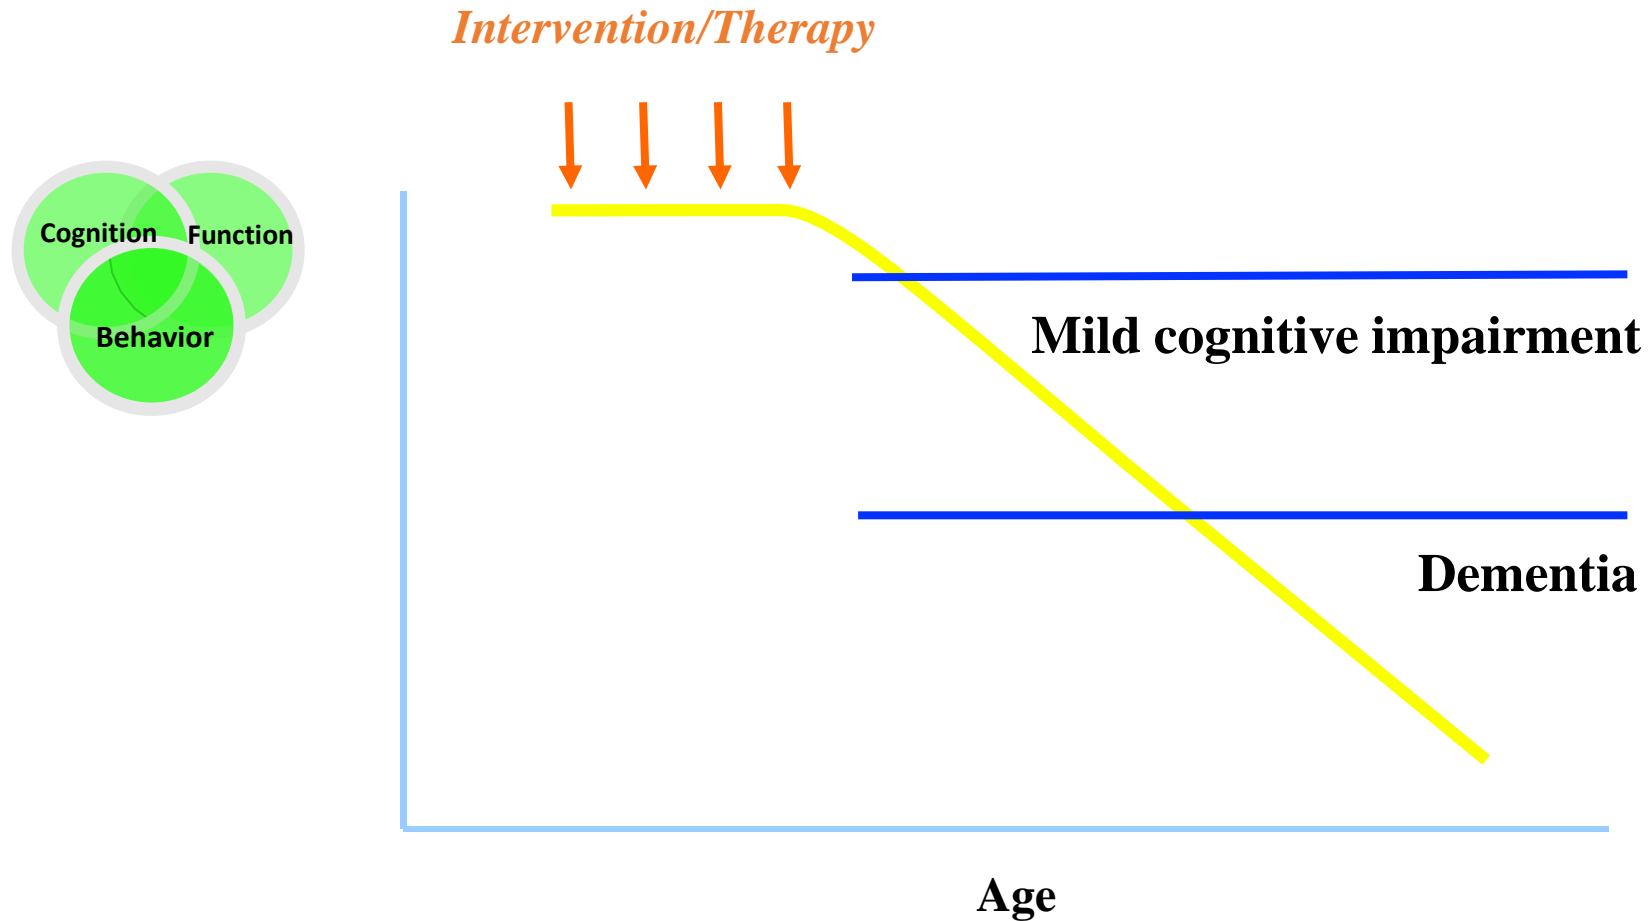 Intervention/Therapy
Cognition
Function
Behavior
Mild cognitive impairment
Dementia
Age